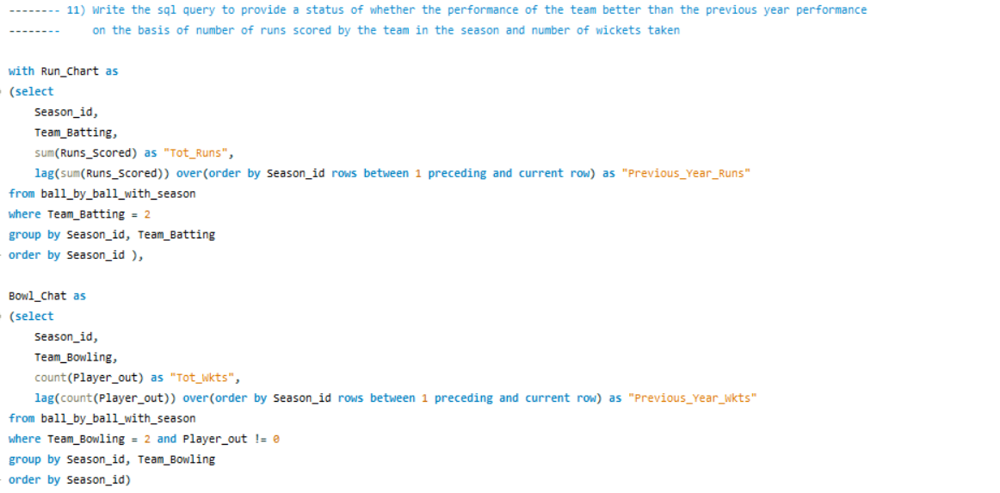 -------- 11) Write the sql query to provide a status of whether the performance of the team better than the previous year performance
--------     on the basis of number of runs scored by the team in the season and number of wickets taken
with Run_Chart as
(select
    Season_id,
    Team_Batting,
    sum(Runs_Scored) as "Tot_Runs",
    lag(sum(Runs_Scored)) over(order by Season_id rows between 1 preceding and current row) as "Previous_Year_Runs"
from ball_by_ball_with_season
where Team_Batting = 2
group by Season_id, Team_Batting
order by Season_id ),
Bowl_Chat as
(select
    Season_id,
    Team_Bowling,
    count(Player_out) as "Tot_Wkts",
    lag(count(Player_out)) over(order by Season_id rows between 1 preceding and current row) as "Previous_Year_Wkts"
from ball_by_ball_with_season
where Team_Bowling = 2 and Player_out != 0
group by Season_id, Team_Bowling
order by Season_id)